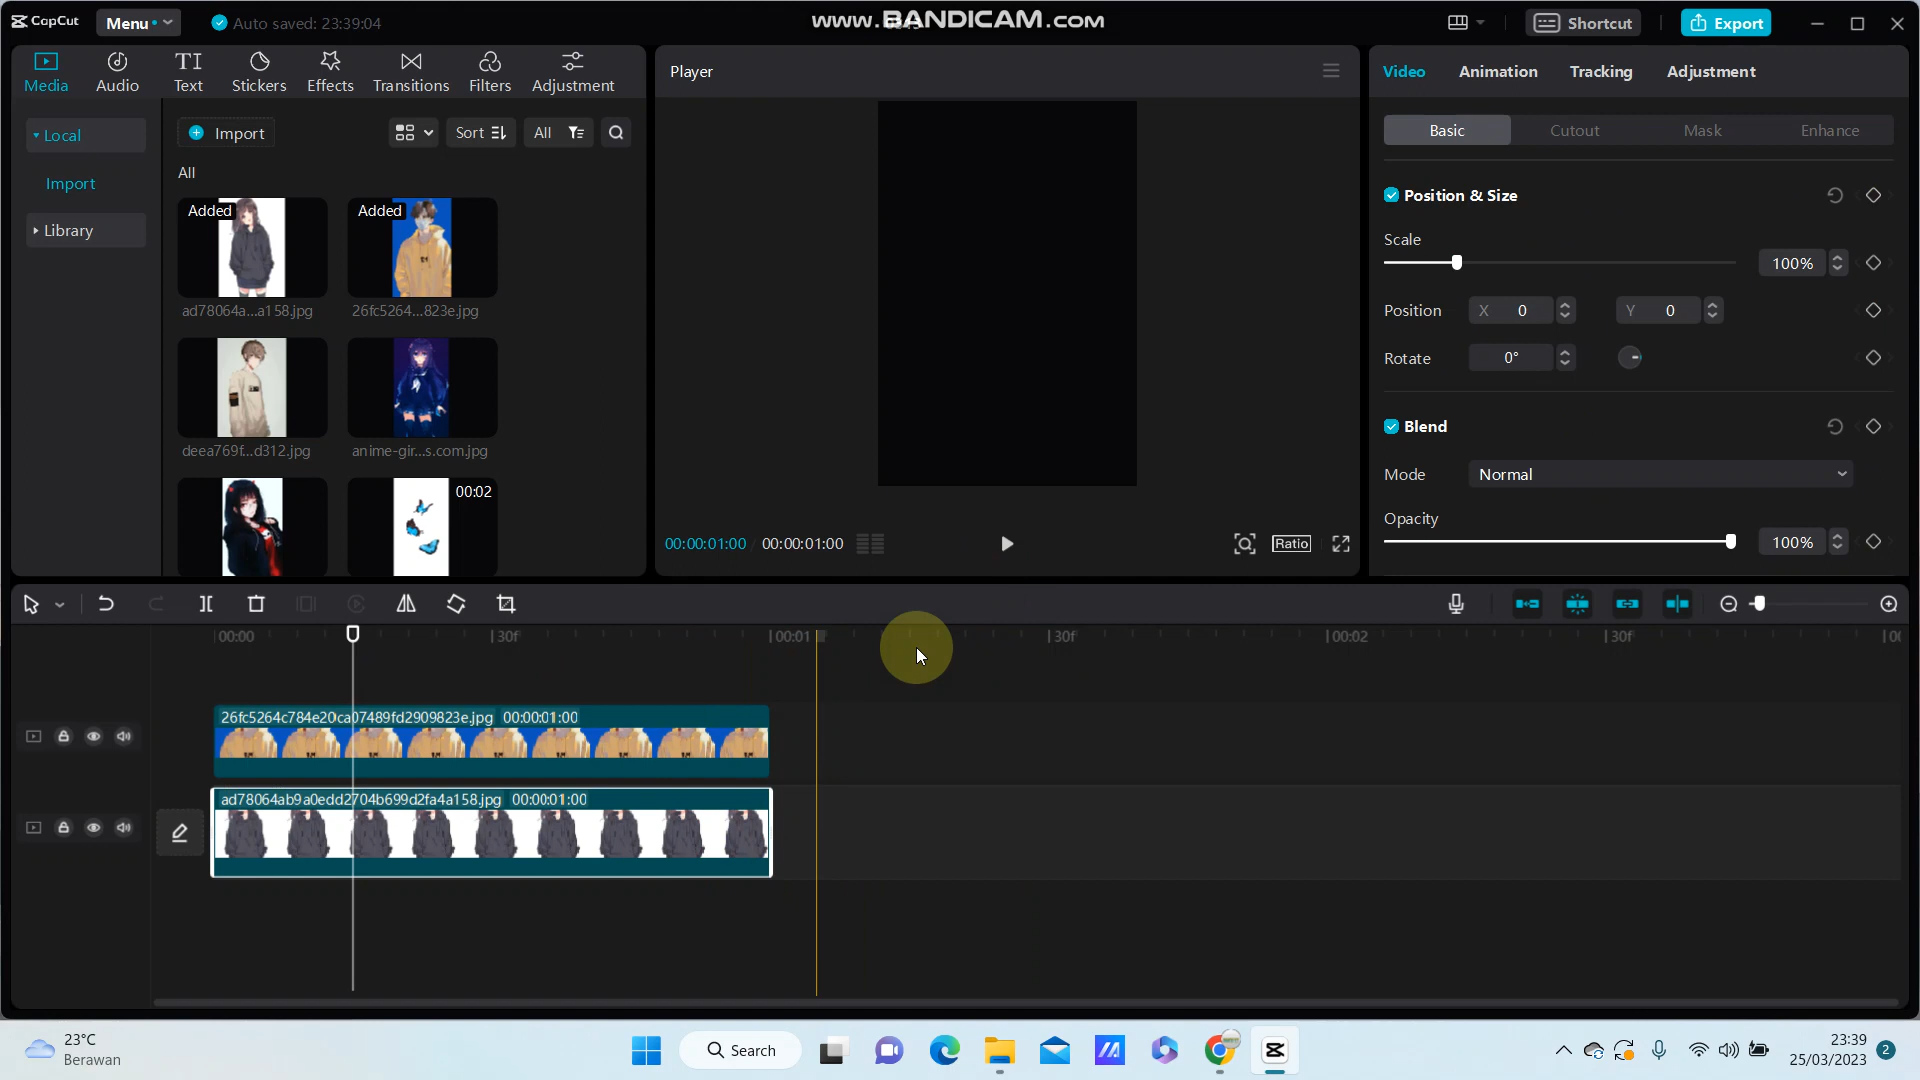 CapCut
Menu
Auto saved: 23:39:04
www.BANDICAM.com
Shortcut
Export
Media
Audio
Text
Stickers
Effects
Transitions
Filters
Adjustment
Local
Import
Library
Import
Sort
All
All
Added
ad78064a...a158.jpg
Added
26fc5264...823e.jpg
deea769f...d312.jpg
anime-gir...s.com.jpg
00:02
Player
00:00:01:00
00:00:01:00
Ratio
Video
Animation
Tracking
Adjustment
Basic
Cutout
Mask
Enhance
Position & Size
Scale
100%
Position
X 0
Y 0
Rotate
0°
Blend
Mode
Normal
Opacity
100%
00:00
30f
00:01
30f
00:02
30f
26fc5264c784e20ca07489fd2909823e.jpg 00:00:01:00
ad78064ab9a0edd2704b699d2fa4a158.jpg 00:00:01:00
23°C
Berawan
Search
23:39
25/03/2023
2